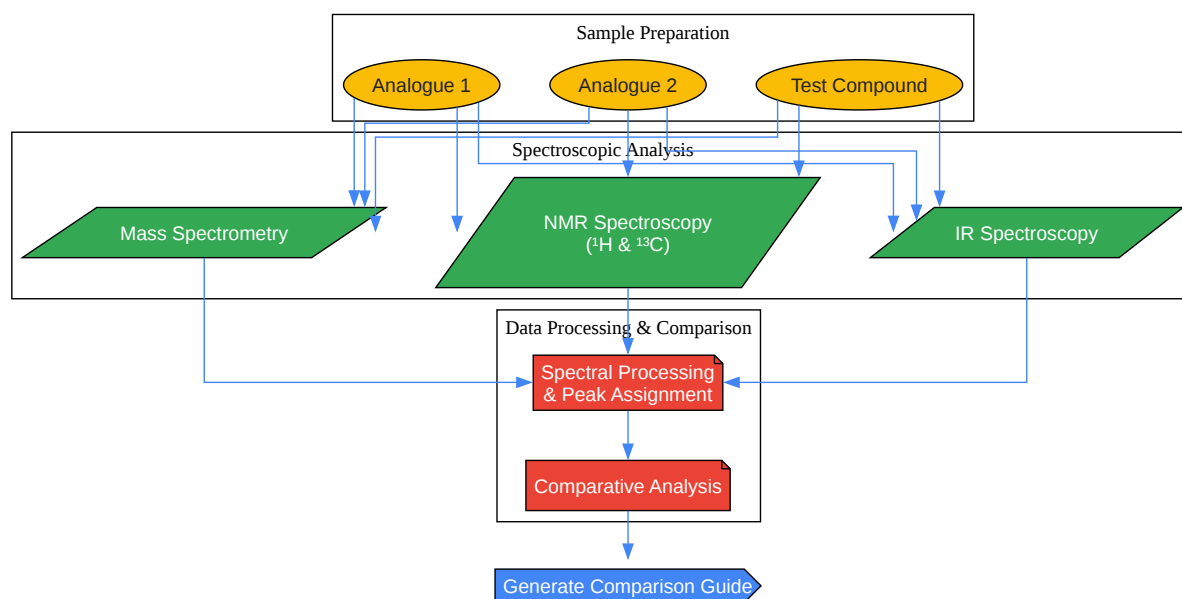 Sample Preparation
Analogue 1
Analogue 2
Test Compound
Spectroscopic Analysis
Mass Spectrometry
NMR Spectroscopy
(¹H & ¹³C)
IR Spectroscopy
Data Processing & Comparison
Spectral Processing
& Peak Assignment
Comparative Analysis
Generate Comparison Guide